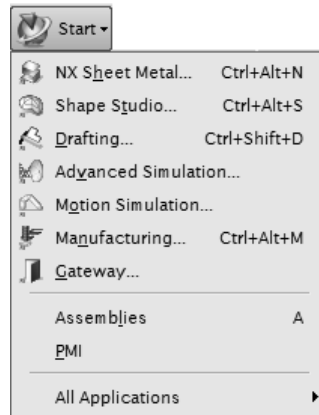 Start
NX Sheet Metal... Ctrl+Alt+N
Shape Studio... Ctrl+Alt+S
Drafting... Ctrl+Shift+D
Advanced Simulation...
Motion Simulation...
Manufacturing... Ctrl+Alt+M
Gateway...
Assemblies A
PMI
All Applications